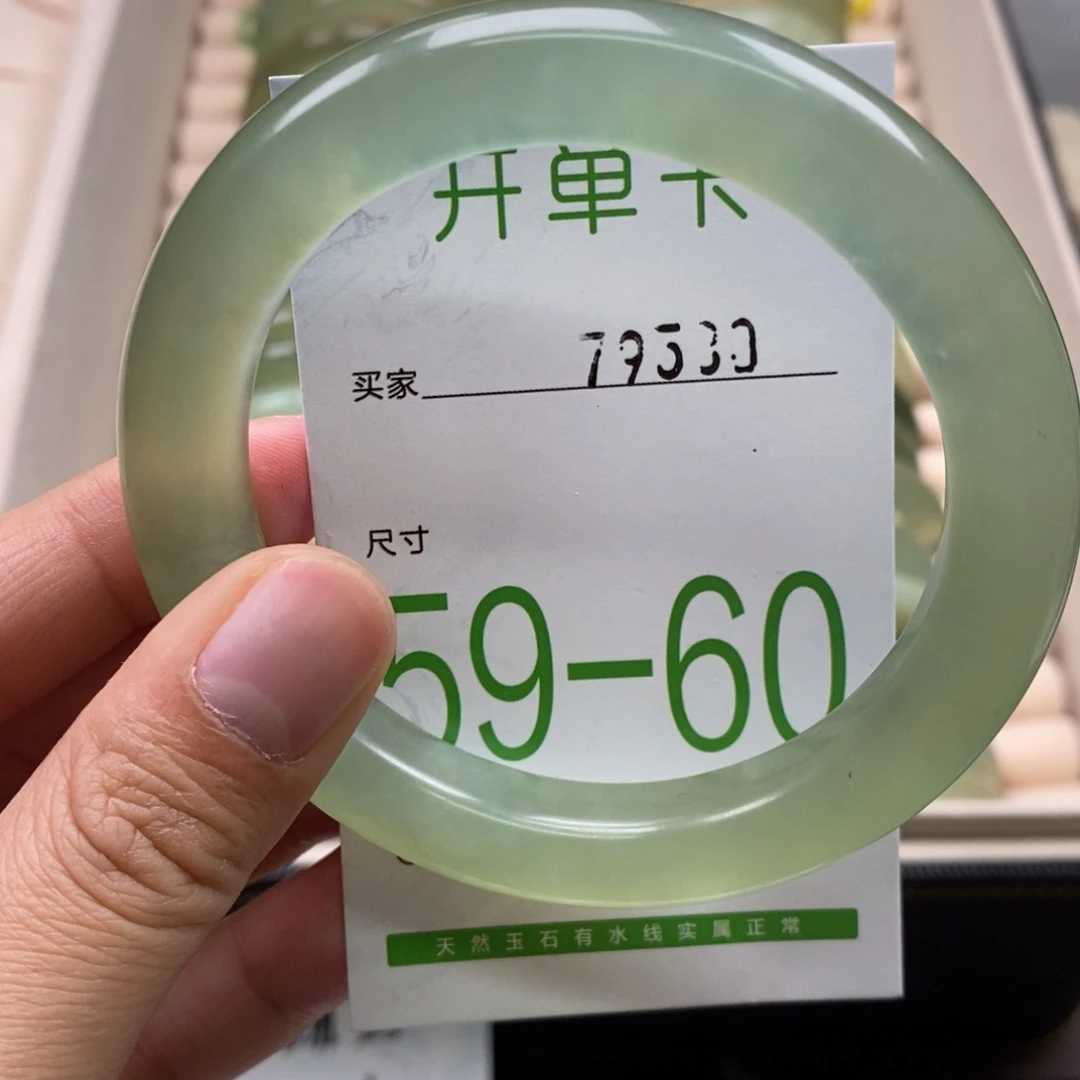 开单卡
买家 79530
尺寸
59-60
天然玉石有水线实属正常